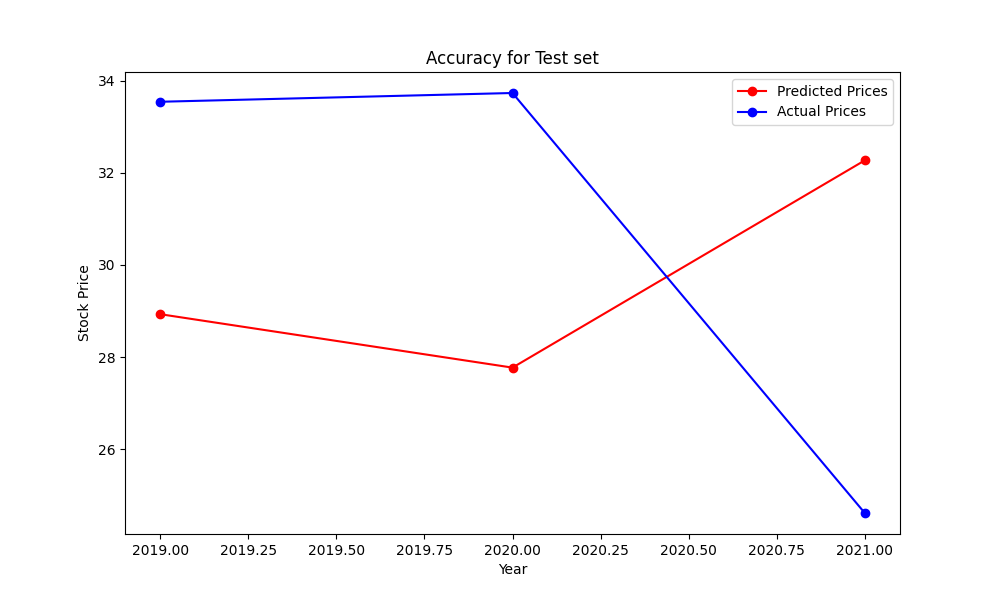 Accuracy for Test set
Predicted Prices
Actual Prices
34
32
30
28
26
Stock Price
2019.00 2019.25 2019.50 2019.75 2020.00 2020.25 2020.50 2020.75 2021.00
Year